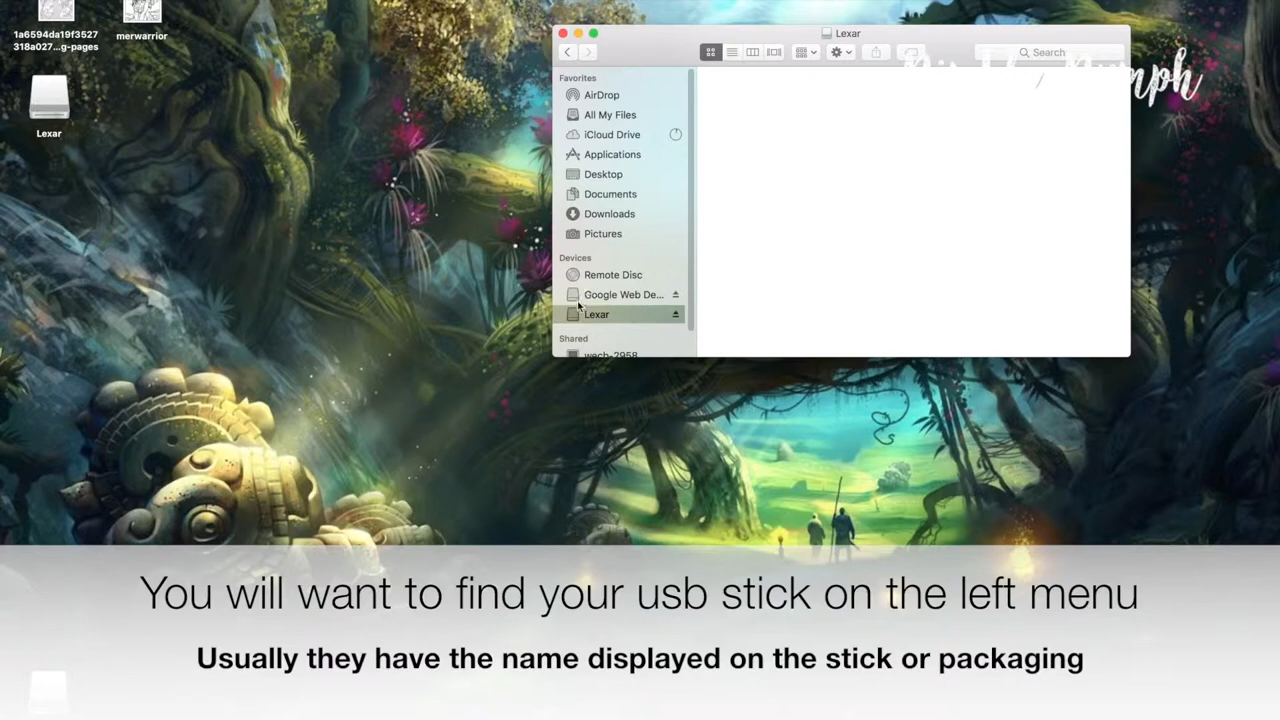 1a6594da19f3527
318a027...g-pages
merwarrior
Lexar
Lexar
Search
Favorites
AirDrop
All My Files
iCloud Drive
Applications
Desktop
Documents
Downloads
Pictures
Devices
Remote Disc
Google Web De...
Lexar
Shared
wech-2958
You will want to find your usb stick on the left menu
Usually they have the name displayed on the stick or packaging